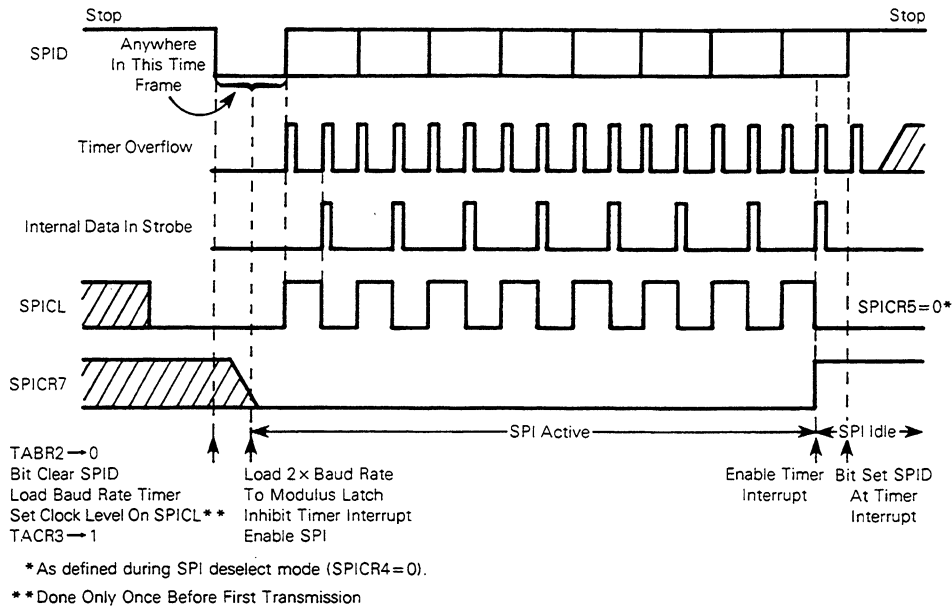 Stop
Stop
SPID
Anywhere
In This Time
Frame
Timer Overflow
Internal Data In Strobe
SPICL
SPICR5=0*
SPICR7
SPI Active
SPI Idle
TABR2→0
Bit Clear SPID
Load Baud Rate Timer
Set Clock Level On SPICL**
TACR3→1
Load 2× Baud Rate
To Modulus Latch
Inhibit Timer Interrupt
Enable SPI
Enable Timer
Interrupt
Bit Set SPID
At Timer
Interrupt
*As defined during SPI deselect mode (SPICR4=0).
**Done Only Once Before First Transmission